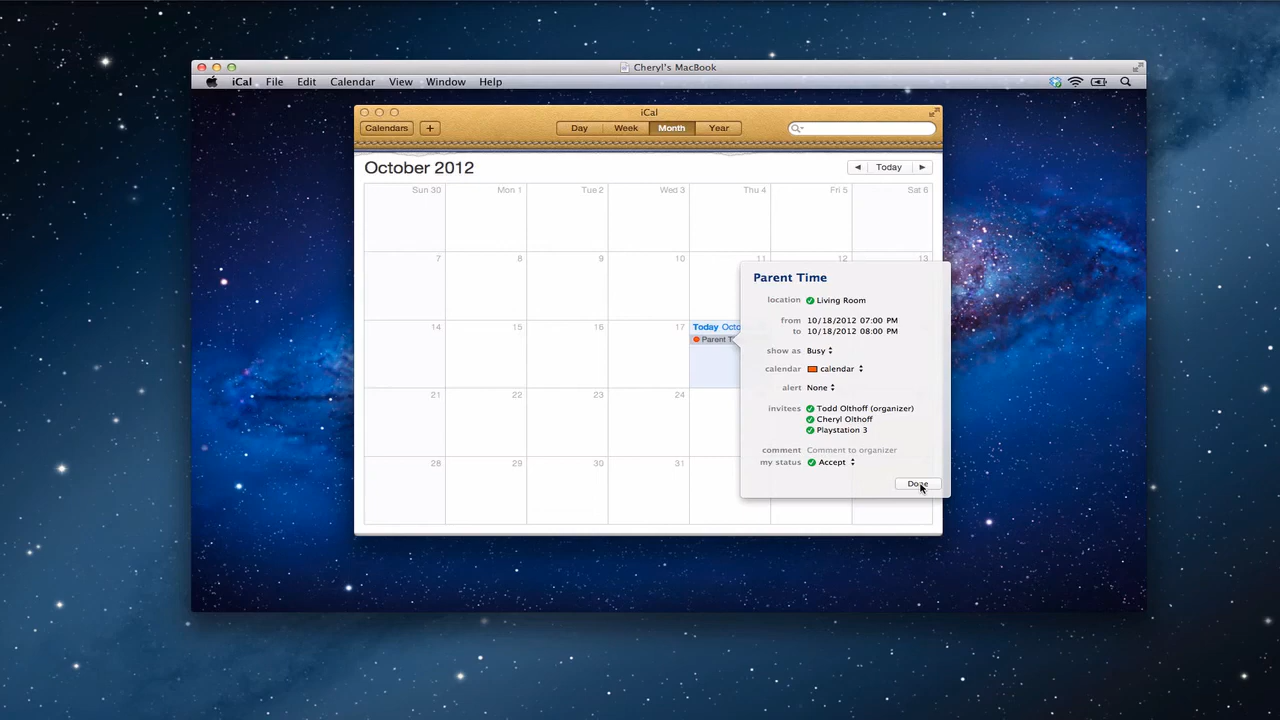 Cheryl's MacBook
iCal File Edit Calendar View Window Help
iCal
Calendars + Day Week Month Year
October 2012
Today
Sun 30 Mon 1 Tue 2 Wed 3 Thu 4 Fri 5 Sat 6
7 8 9 10 11 12 13
14 15 16 17 Today Octo
Parent T
21 22 23 24
28 29 30 31
Parent Time
location Living Room
from 10/18/2012 07:00 PM
to 10/18/2012 08:00 PM
show as Busy
calendar calendar
alert None
invitees Todd Olthoff (organizer)
Cheryl Olthoff
Playstation 3
comment Comment to organizer
my status Accept
Done